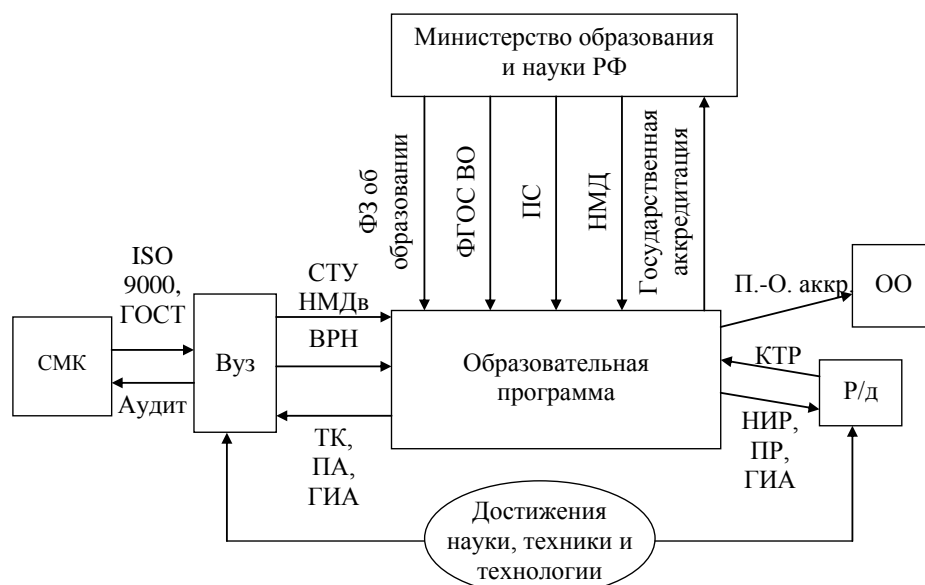 Министерство образования
и науки РФ
ФЗ об
образовании
ФГОС ВО
ПС
НМД
Государственная
аккредитация
ISO
9000,
ГОСТ
СТУ
НМДв
ВРН
П.-О. аккр.
ОО
СМК
Вуз
Образовательная
программа
КТР
Р/д
Аудит
ТК,
ПА,
ГИА
НИР,
ПР,
ГИА
Достижения
науки, техники и
технологии